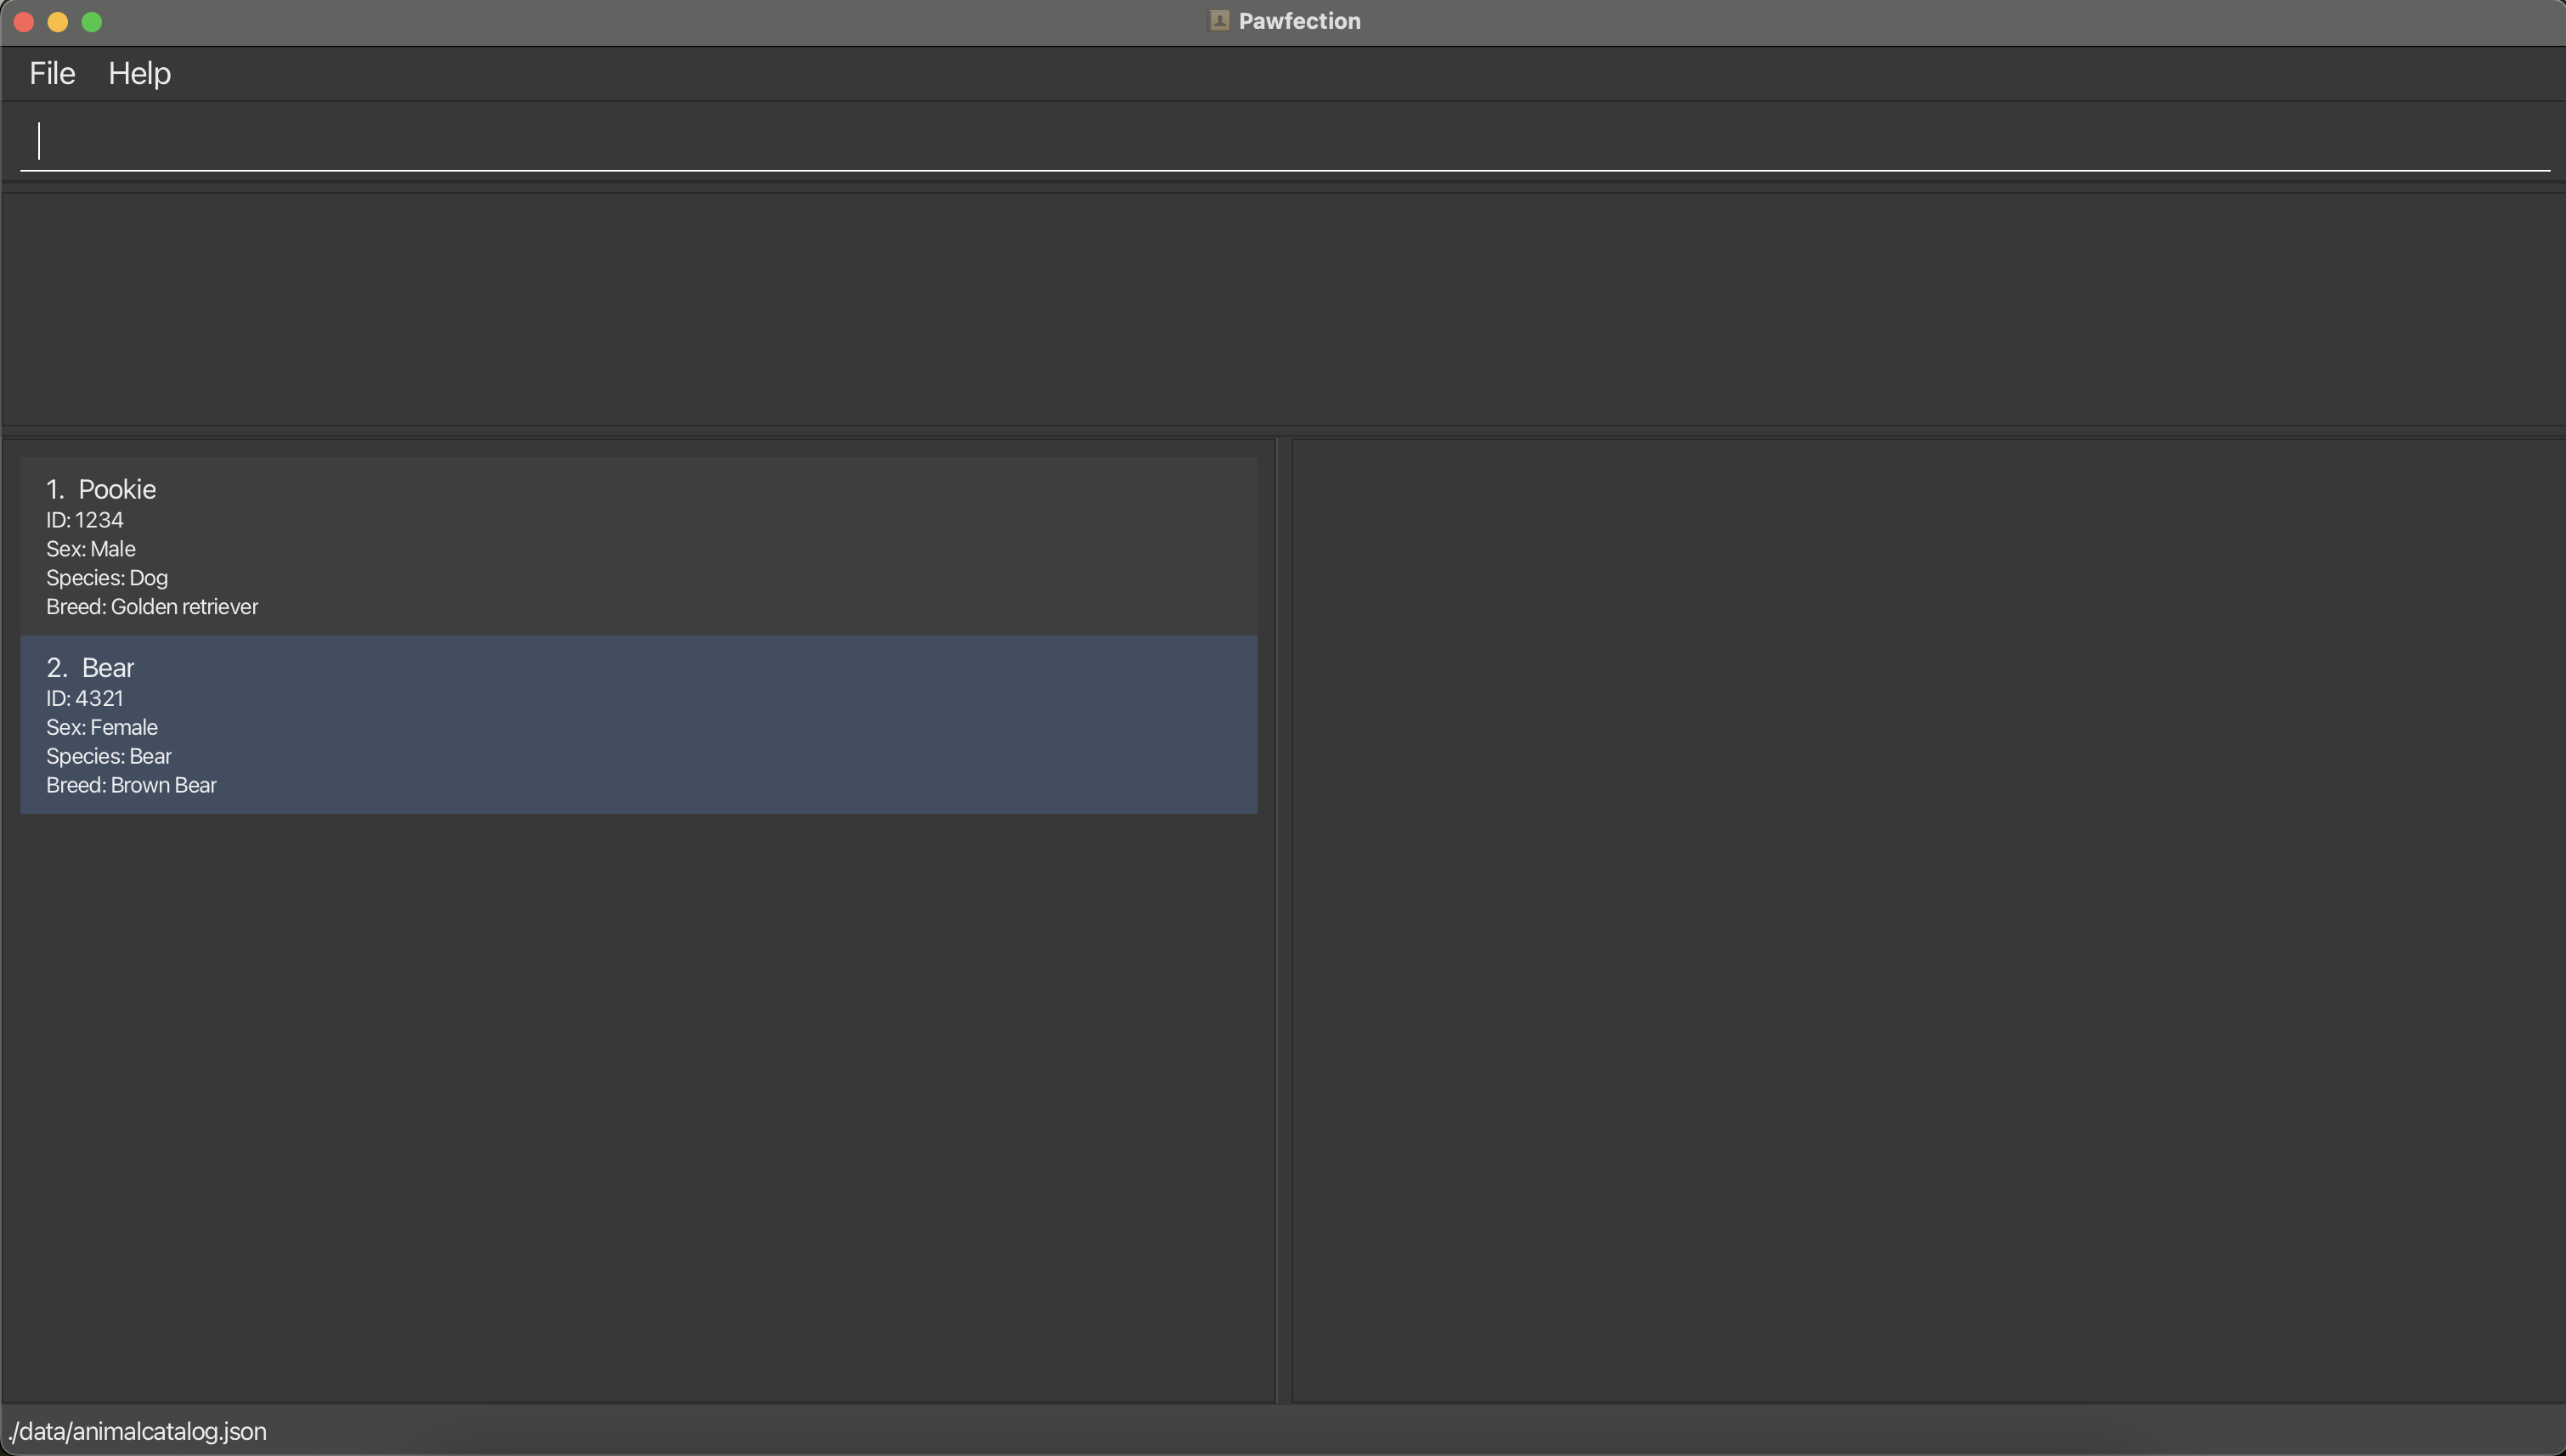 Pawfection
File Help
1. Pookie
ID: 1234
Sex: Male
Species: Dog
Breed: Golden retriever
2. Bear
ID: 4321
Sex: Female
Species: Bear
Breed: Brown Bear
./data/animalcatalog.json